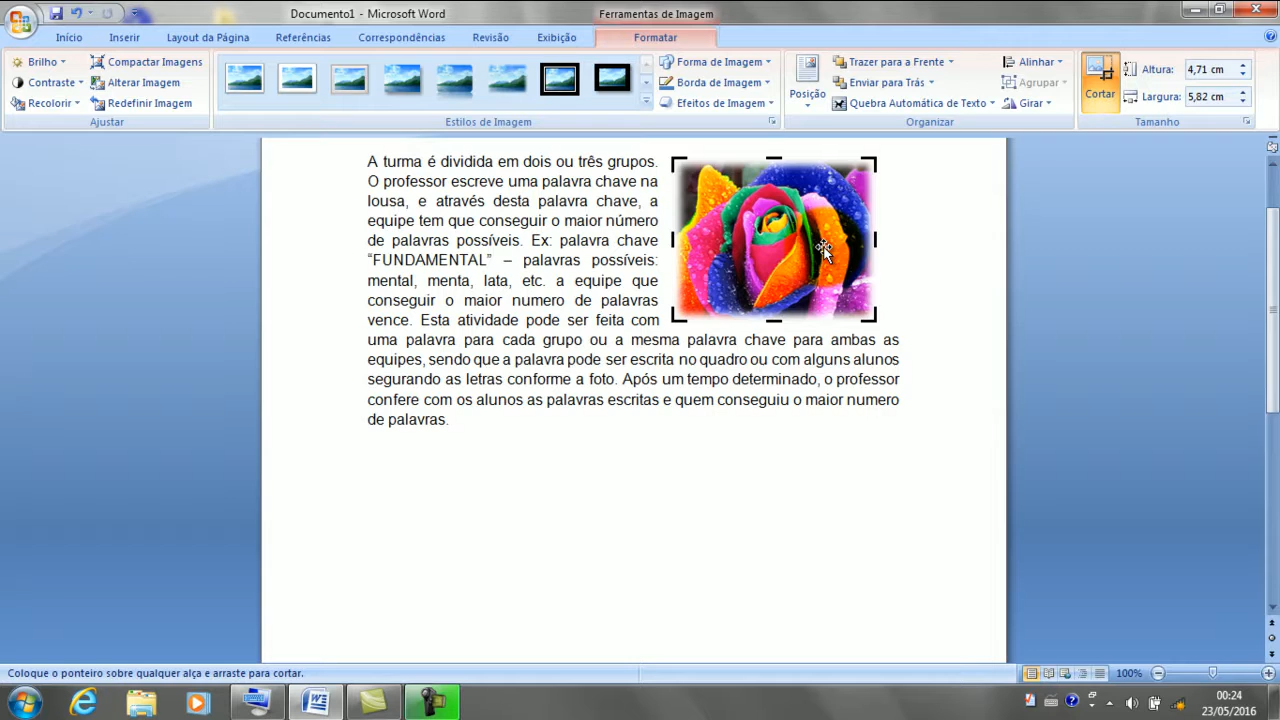 Documento1 - Microsoft Word
Ferramentas de Imagem
Início Inserir Layout da Página Referências Correspondências Revisão Exibição Formatar
Brilho Compactar Imagens Forma de Imagem Trazer para a Frente Alinhar Altura: 4,71 cm
Contraste Alterar Imagem Borda de Imagem Posição Enviar para Trás Agrupar Cortar
Recolorir Redefinir Imagem Efeitos de Imagem Quebra Automática de Texto Girar Largura: 5,82 cm
Ajustar Estilos de Imagem Organizar Tamanho
A turma é dividida em dois ou três grupos.
O professor escreve uma palavra chave na
lousa, e através desta palavra chave, a
equipe tem que conseguir o maior número
de palavras possíveis. Ex: palavra chave
“FUNDAMENTAL” – palavras possíveis:
mental, menta, lata, etc. a equipe que
conseguir o maior numero de palavras
vence. Esta atividade pode ser feita com
uma palavra para cada grupo ou a mesma palavra chave para ambas as
equipes, sendo que a palavra pode ser escrita no quadro ou com alguns alunos
segurando as letras conforme a foto. Após um tempo determinado, o professor
confere com os alunos as palavras escritas e quem conseguiu o maior numero
de palavras.
Coloque o ponteiro sobre qualquer alça e arraste para cortar.
100%
00:24
23/05/2016